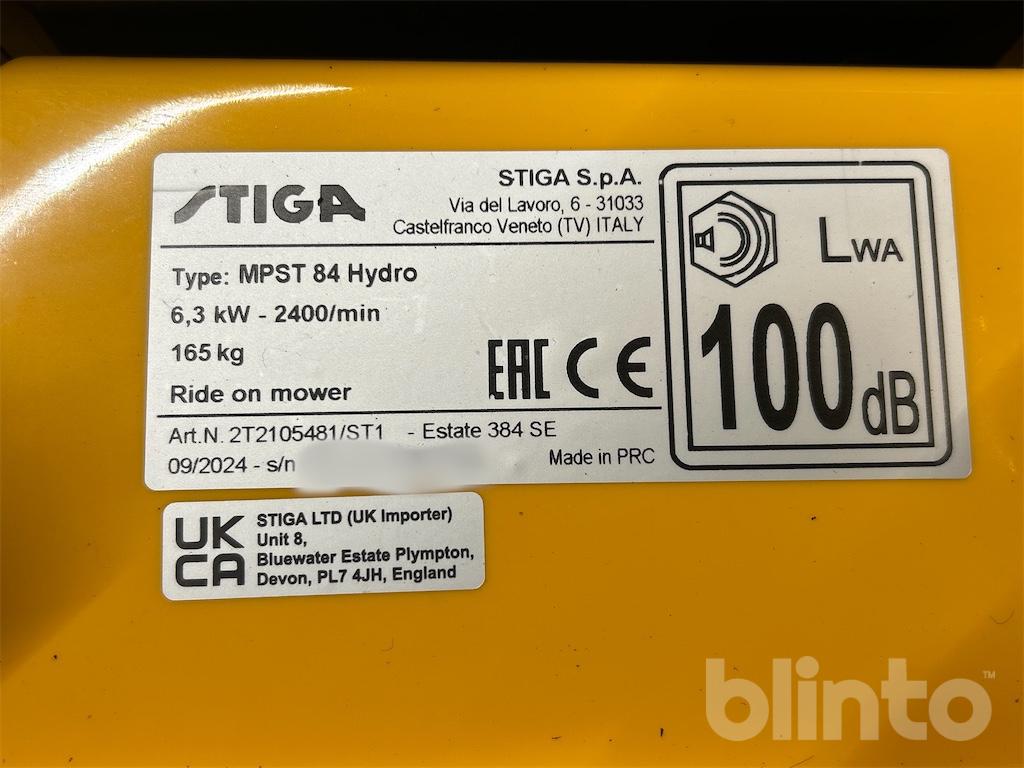 STIGA
STIGA S.p.A.
Via del Lavoro, 6 - 31033
Castelfranco Veneto (TV) ITALY
Type: MPST 84 Hydro
6,3 kW - 2400/min
165 kg
Ride on mower
EAC CE
Art.N. 2T2105481/ST1 - Estate 384 SE
09/2024 - s/n
Made in PRC
LWA
100 dB
UK
CA
STIGA LTD (UK Importer)
Unit 8,
Bluewater Estate Plympton,
Devon, PL7 4JH, England
blinto™